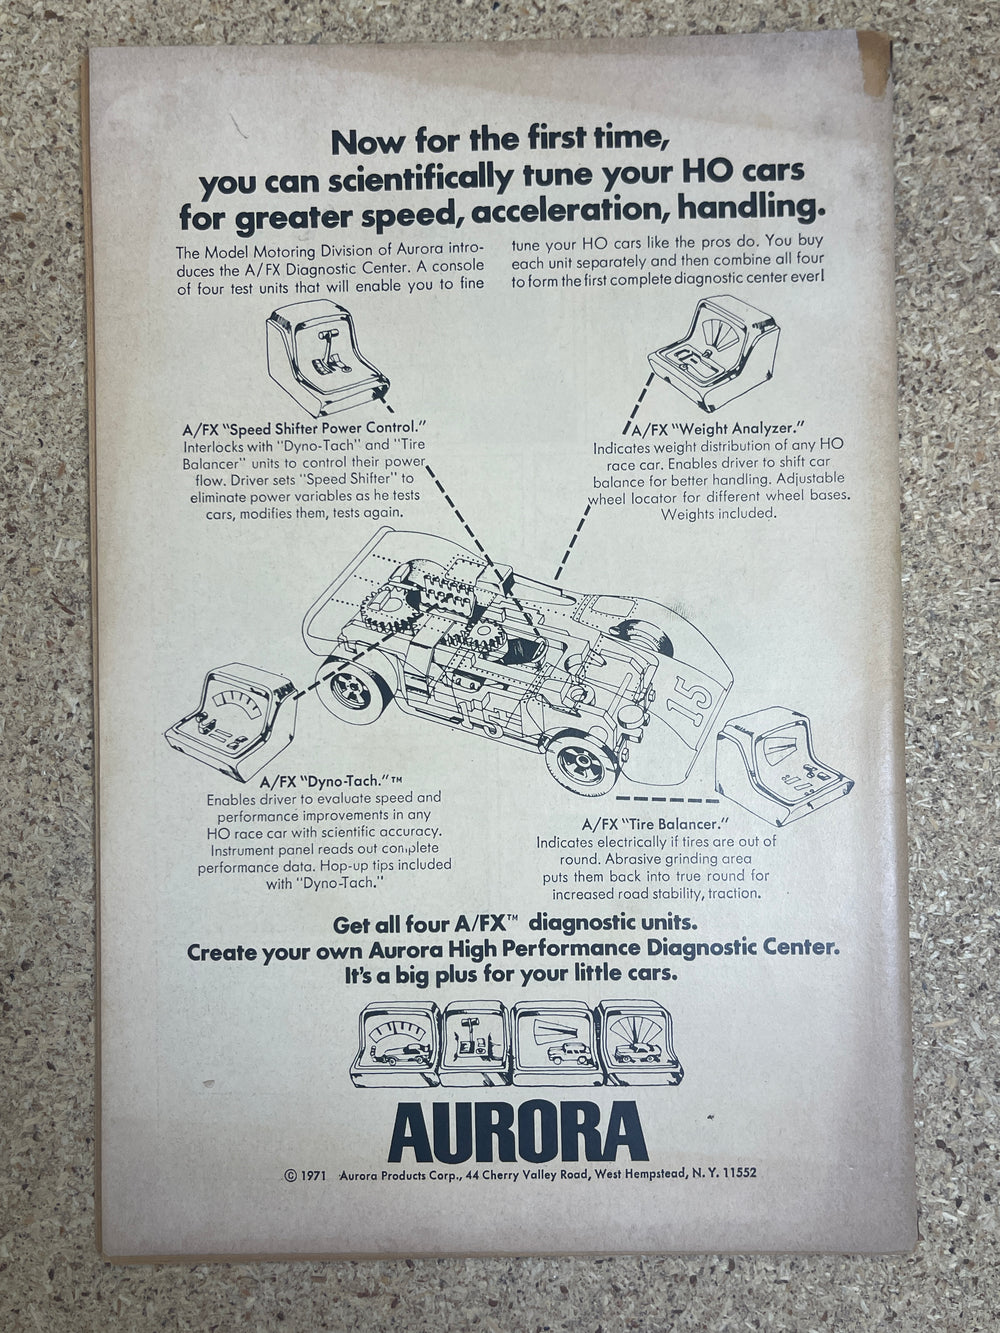 Now for the first time,
you can scientifically tune your HO cars
for greater speed, acceleration, handling.
The Model Motoring Division of Aurora intro-
duces the A/FX Diagnostic Center. A console
of four test units that will enable you to fine
tune your HO cars like the pros do. You buy
each unit separately and then combine all four
to form the first complete diagnostic center ever!
A/FX "Speed Shifter Power Control."
Interlocks with "Dyno-Tach" and "Tire
Balancer" units to control their power
flow. Driver sets "Speed Shifter" to
eliminate power variables as he tests
cars, modifies them, tests again.
A/FX "Weight Analyzer."
Indicates weight distribution of any HO
race car. Enables driver to shift car
balance for better handling. Adjustable
wheel locator for different wheel bases.
Weights included.
15
A/FX "Dyno-Tach."™
Enables driver to evaluate speed and
performance improvements in any
HO race car with scientific accuracy.
Instrument panel reads out complete
performance data. Hop-up tips included
with "Dyno-Tach."
A/FX "Tire Balancer."
Indicates electrically if tires are out of
round. Abrasive grinding area
puts them back into true round for
increased road stability, traction.
Get all four A/FX™ diagnostic units.
Create your own Aurora High Performance Diagnostic Center.
It's a big plus for your little cars.
AURORA
© 1971 Aurora Products Corp., 44 Cherry Valley Road, West Hempstead, N. Y. 11552